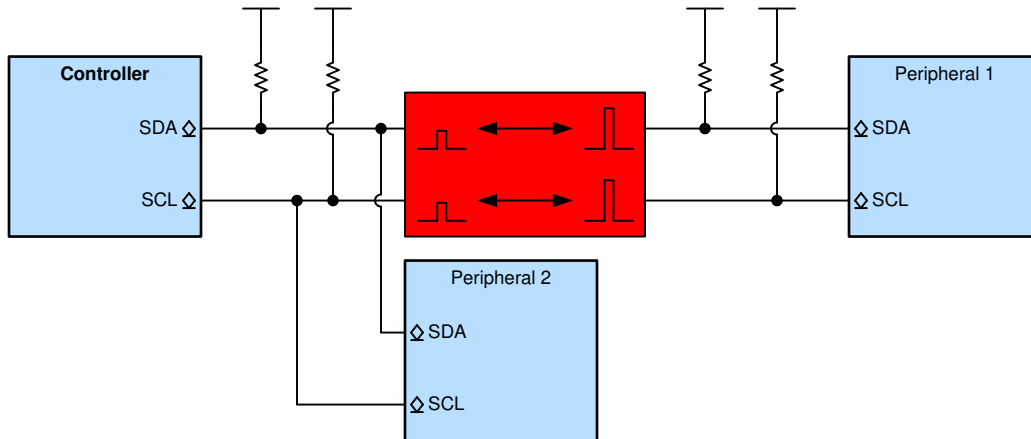 Controller
SDA
SCL
Peripheral 1
SDA
SCL
Peripheral 2
SDA
SCL